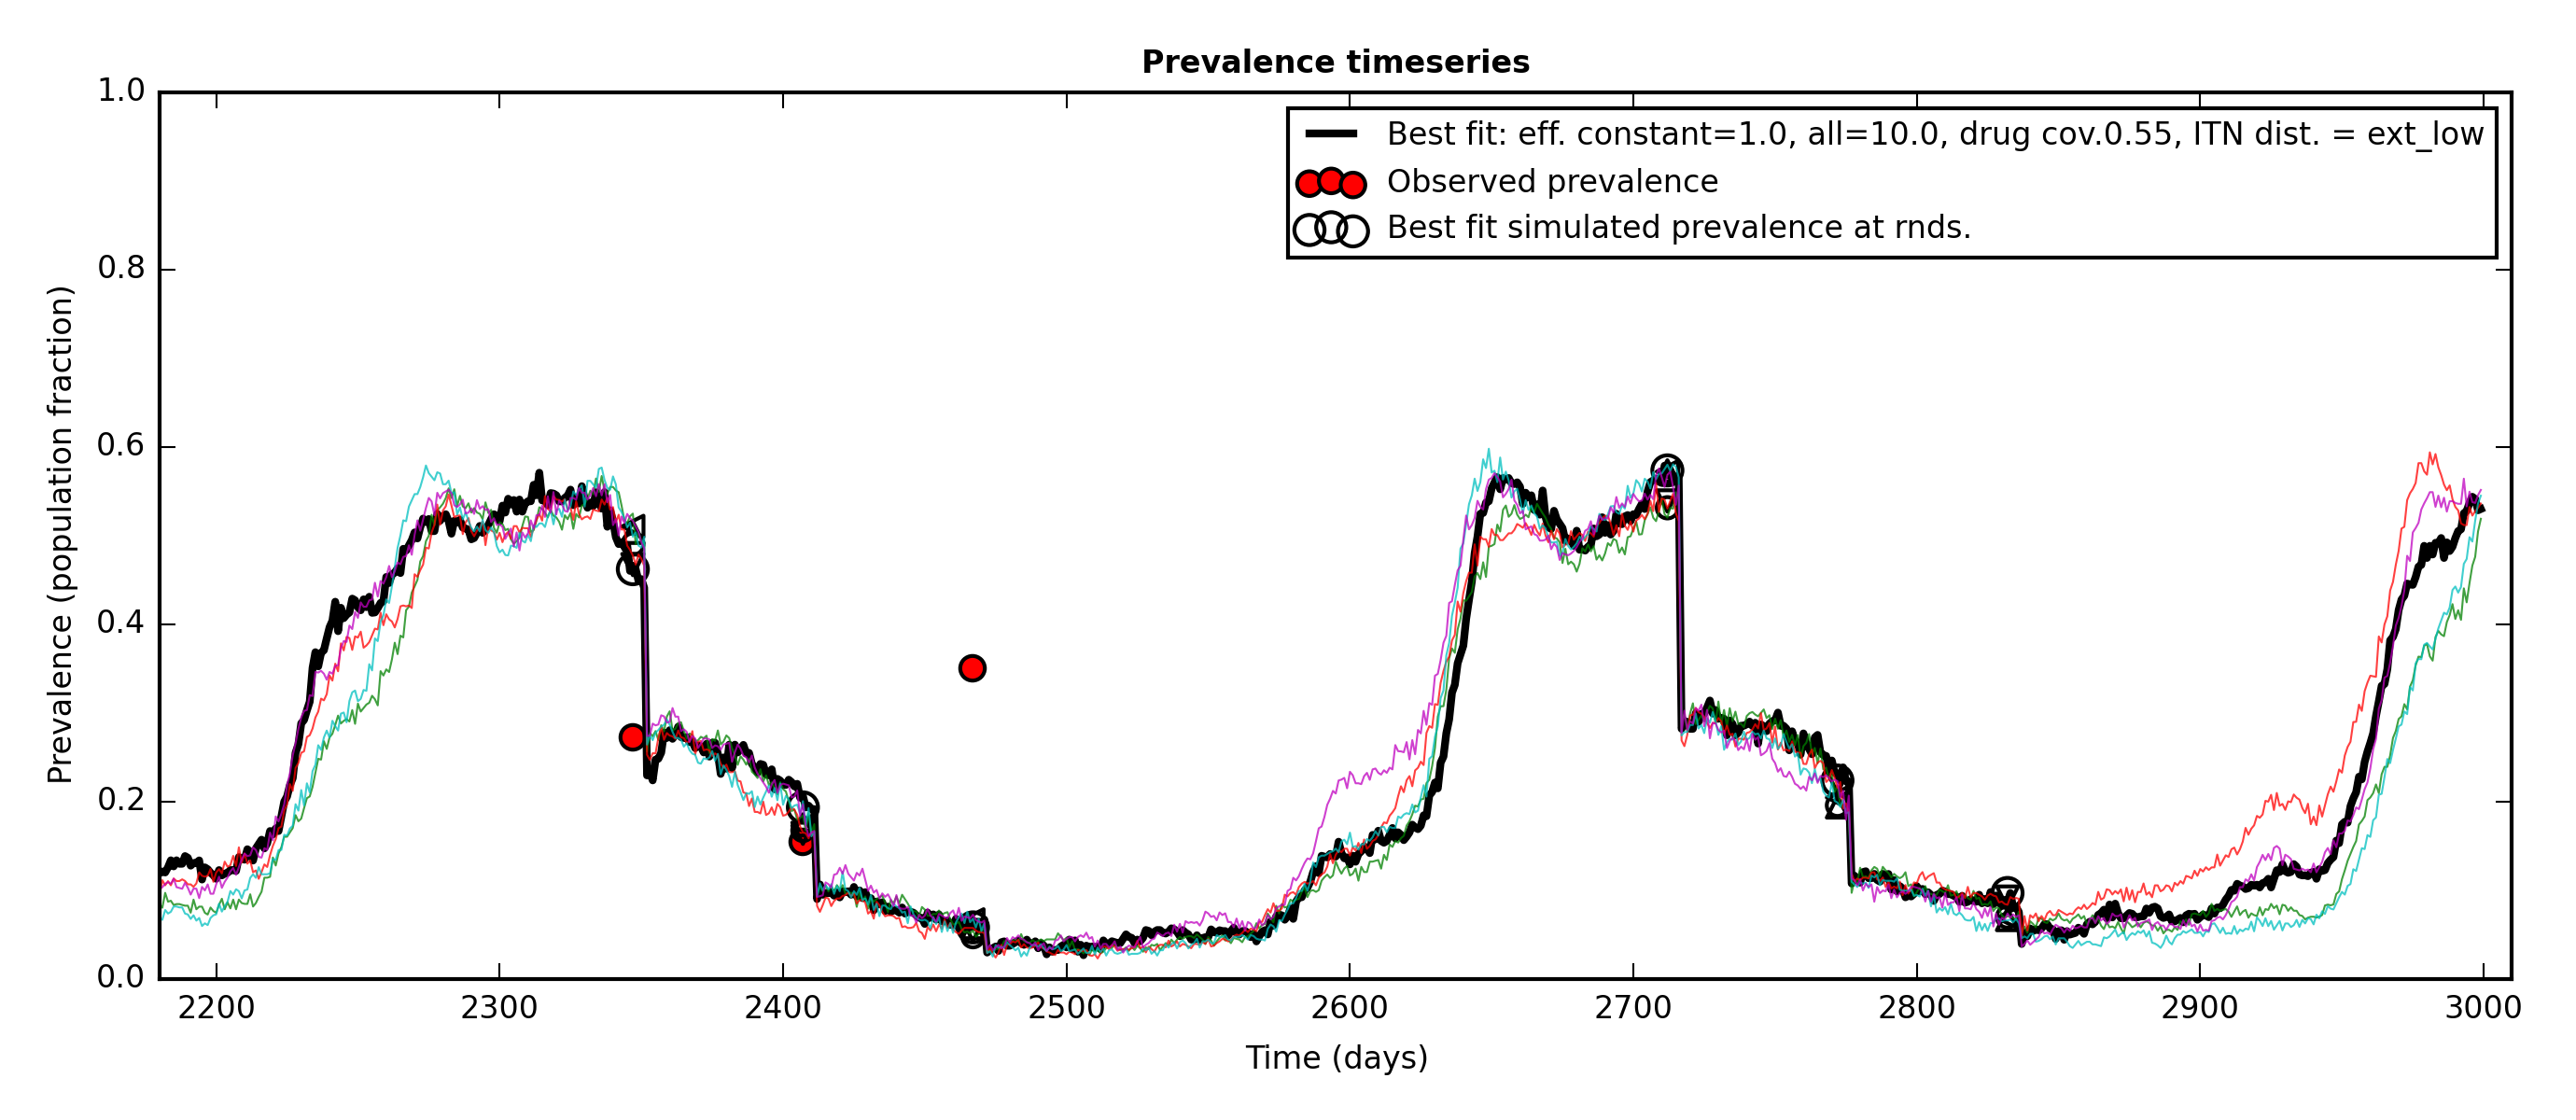 Prevalence timeseries
1.0
0.8
0.6
0.4
0.2
0.0
Prevalence (population fraction)
Best fit: eff. constant=1.0, all=10.0, drug cov.0.55, ITN dist. = ext_low
Observed prevalence
Best fit simulated prevalence at rnds.
2200 2300 2400 2500 2600 2700 2800 2900 3000
Time (days)